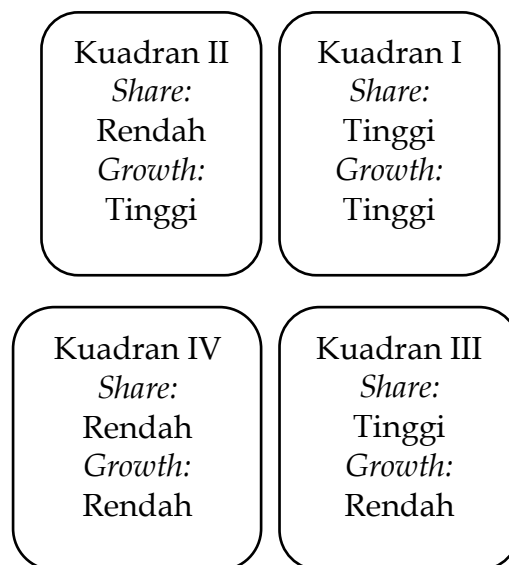 Kuadran II
Share:
Rendah
Growth:
Tinggi
Kuadran I
Share:
Tinggi
Growth:
Tinggi
Kuadran IV
Share:
Rendah
Growth:
Rendah
Kuadran III
Share:
Tinggi
Growth:
Rendah